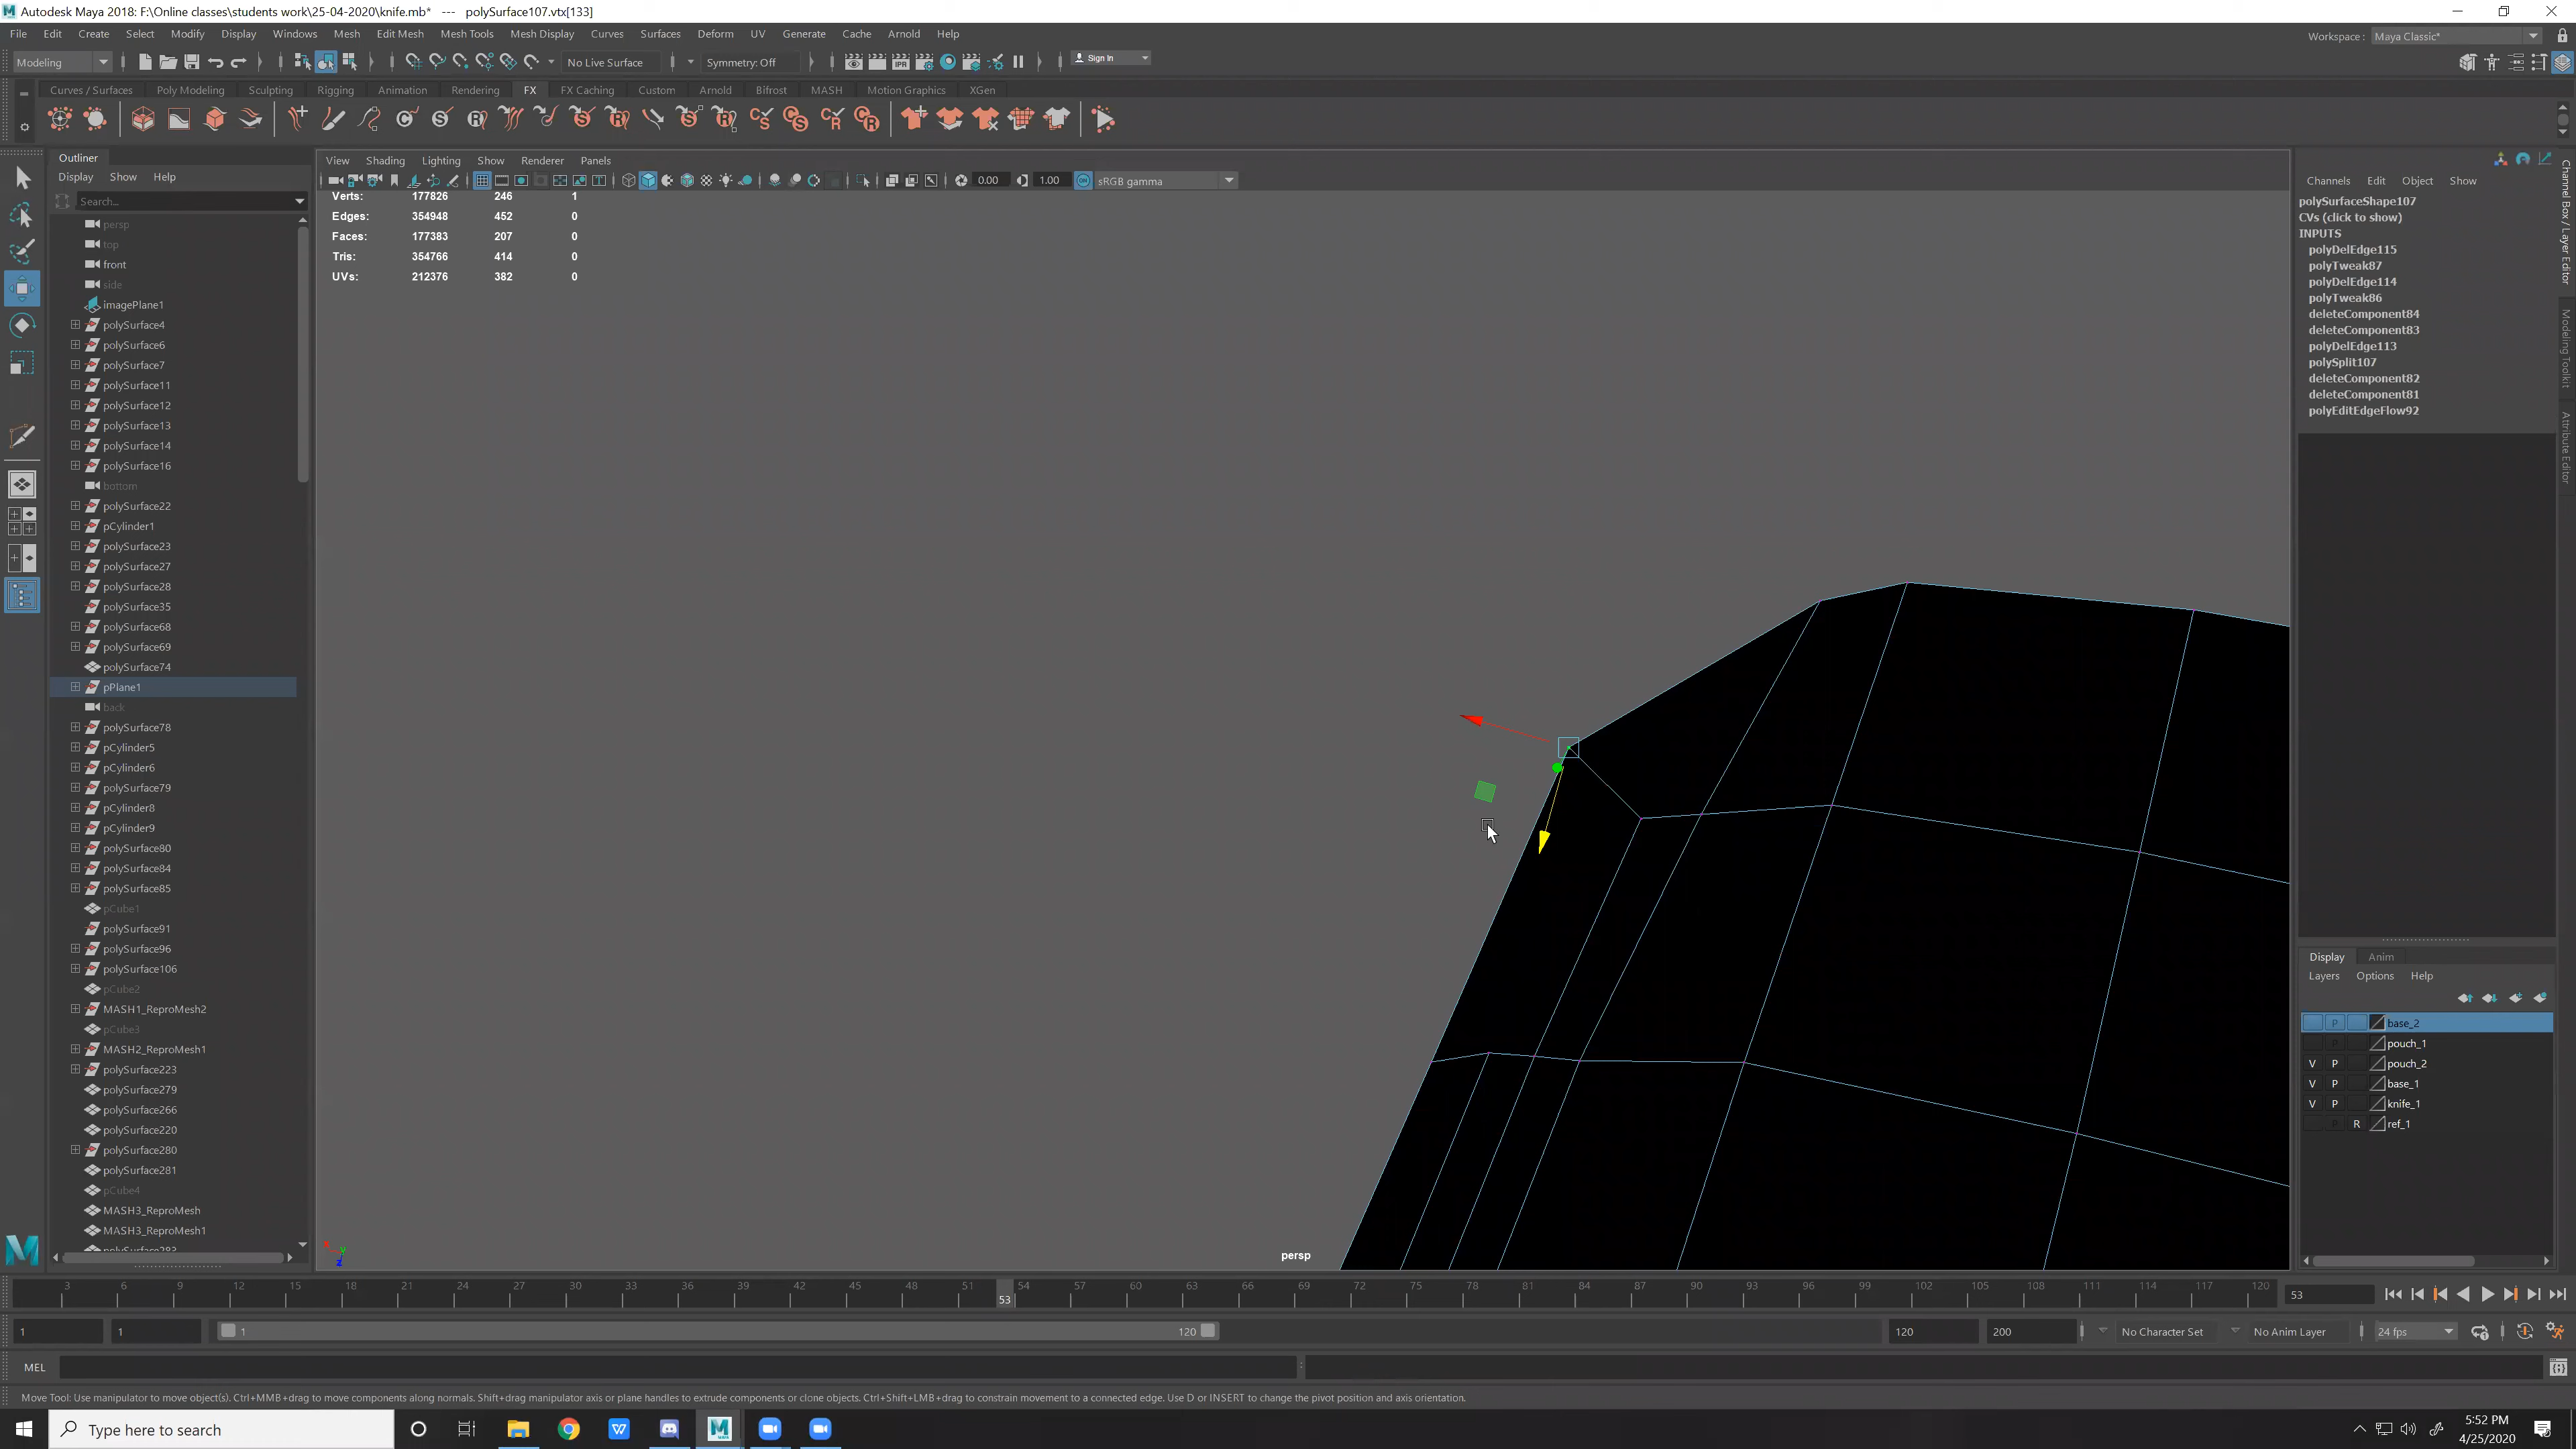 Autodesk Maya 2018: F:\Online classes\students work\25-04-2020\knife.mb*   ---   polySurface107.vtx[133]
File Edit Create Select Modify Display Windows Mesh Edit Mesh Mesh Tools Mesh Display Curves Surfaces Deform UV Generate Cache Arnold Help
Workspace : Maya Classic*
Modeling No Live Surface Symmetry: Off Sign In
Curves / Surfaces Poly Modeling Sculpting Rigging Animation Rendering FX FX Caching Custom Arnold Bifrost MASH Motion Graphics XGen
Outliner
Display Show Help
Search...
persp
top
front
side
imagePlane1
polySurface4
polySurface6
polySurface7
polySurface11
polySurface12
polySurface13
polySurface14
polySurface16
bottom
polySurface22
pCylinder1
polySurface23
polySurface27
polySurface28
polySurface35
polySurface68
polySurface69
polySurface74
pPlane1
back
polySurface78
pCylinder5
pCylinder6
polySurface79
pCylinder8
pCylinder9
polySurface80
polySurface84
polySurface85
pCube1
polySurface91
polySurface96
polySurface106
pCube2
MASH1_ReproMesh2
pCube3
MASH2_ReproMesh1
polySurface223
polySurface279
polySurface266
polySurface220
polySurface280
polySurface281
pCube4
MASH3_ReproMesh
MASH3_ReproMesh1
polySurface283
View Shading Lighting Show Renderer Panels
0.00 1.00 sRGB gamma
Verts: 177826 246 1
Edges: 354948 452 0
Faces: 177383 207 0
Tris: 354766 414 0
UVs: 212376 382 0
persp
Channels Edit Object Show
polySurfaceShape107
CVs (click to show)
INPUTS
polyDelEdge115
polyTweak87
polyDelEdge114
polyTweak86
deleteComponent84
deleteComponent83
polyDelEdge113
polySplit107
deleteComponent82
deleteComponent81
polyEditEdgeFlow92
Channel Box / Layer Editor
Modeling Toolkit
Attribute Editor
Display Anim
Layers Options Help
P base_2
P pouch_1
V P pouch_2
V P base_1
V P knife_1
P R ref_1
3 6 9 12 15 18 21 24 27 30 33 36 39 42 45 48 51 54 57 60 63 66 69 72 75 78 81 84 87 90 93 96 99 102 105 108 111 114 117 120
53
53
1 1 1 120 120 200 No Character Set No Anim Layer 24 fps
MEL
Move Tool: Use manipulator to move object(s). Ctrl+MMB+drag to move components along normals. Shift+drag manipulator axis or plane handles to extrude components or clone objects. Ctrl+Shift+LMB+drag to constrain movement to a connected edge. Use D or INSERT to change the pivot position and axis orientation.
Type here to search
5:52 PM
4/25/2020